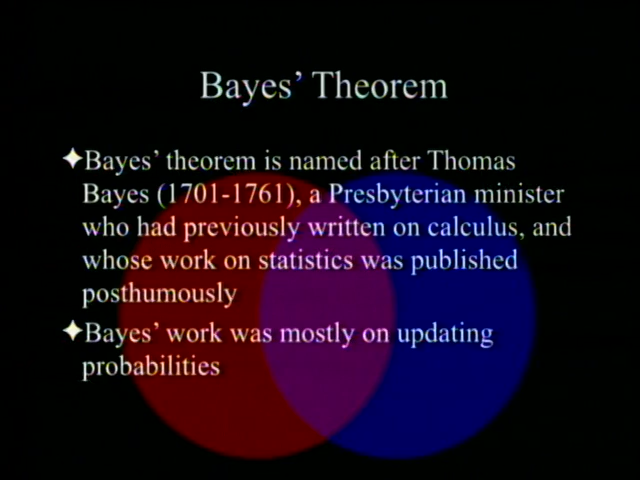 Bayes’ Theorem
✦Bayes’ theorem is named after Thomas
Bayes (1701-1761), a Presbyterian minister
who had previously written on calculus, and
whose work on statistics was published
posthumously
✦Bayes’ work was mostly on updating
probabilities